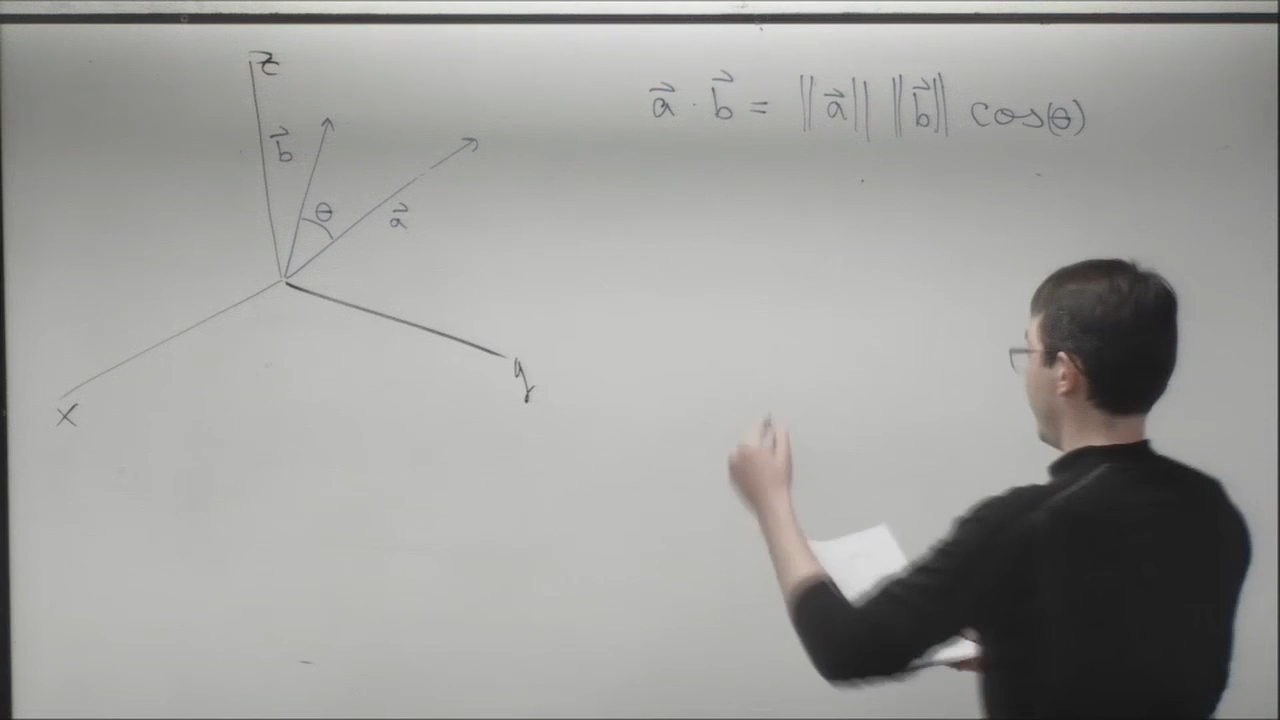 z
b⃗
θ
a⃗
x
y
a⃗ · b⃗ = ||a⃗|| ||b⃗|| cos(θ)